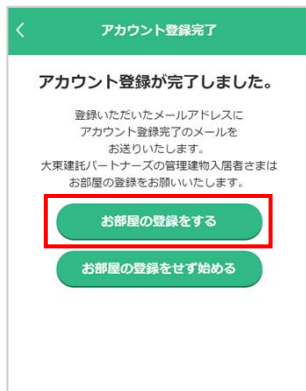 アカウント登録完了
アカウント登録が完了しました。
登録いただいたメールアドレスに
アカウント登録完了のメールを
お送りいたします。
大東建託パートナーズの管理建物入居者さまは
お部屋の登録をお願いいたします。
お部屋の登録をする
お部屋の登録をせず始める